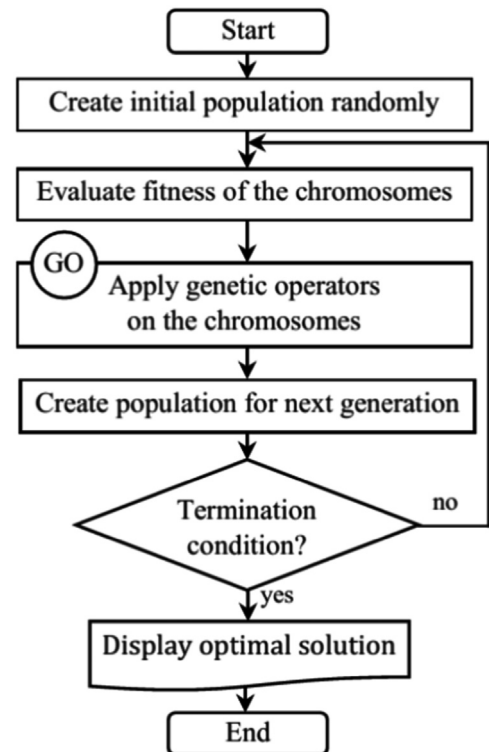 Start
Create initial population randomly
Evaluate fitness of the chromosomes
GO
Apply genetic operators
on the chromosomes
Create population for next generation
Termination
condition?
no
yes
Display optimal solution
End